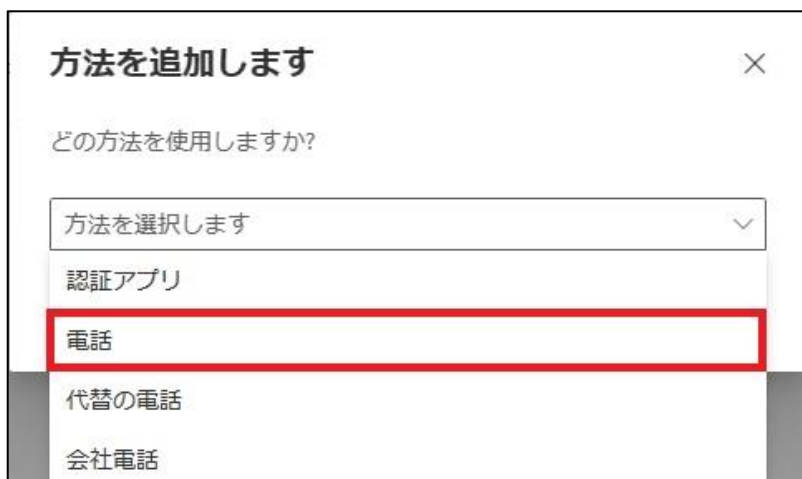 方法を追加します
どの方法を使用しますか?
方法を選択します
認証アプリ
電話
代替の電話
会社電話